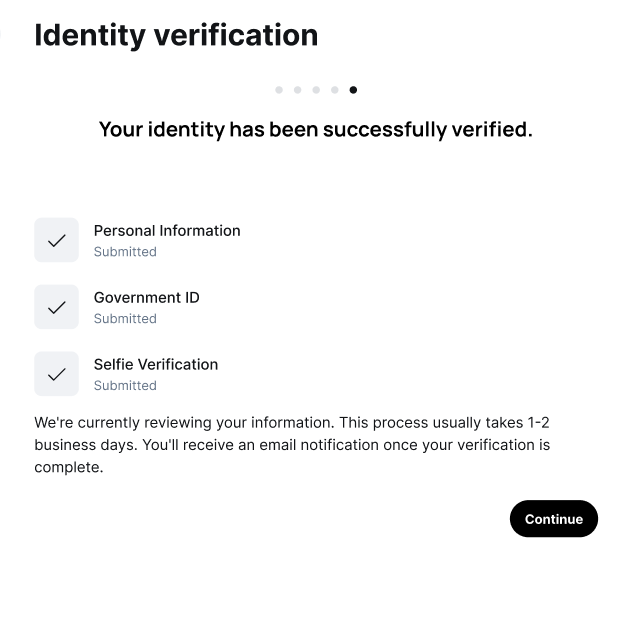 Identity verification
Your identity has been successfully verified.
Personal Information
Submitted
Government ID
Submitted
Selfie Verification
Submitted
We're currently reviewing your information. This process usually takes 1-2
business days. You'll receive an email notification once your verification is
complete.
Continue